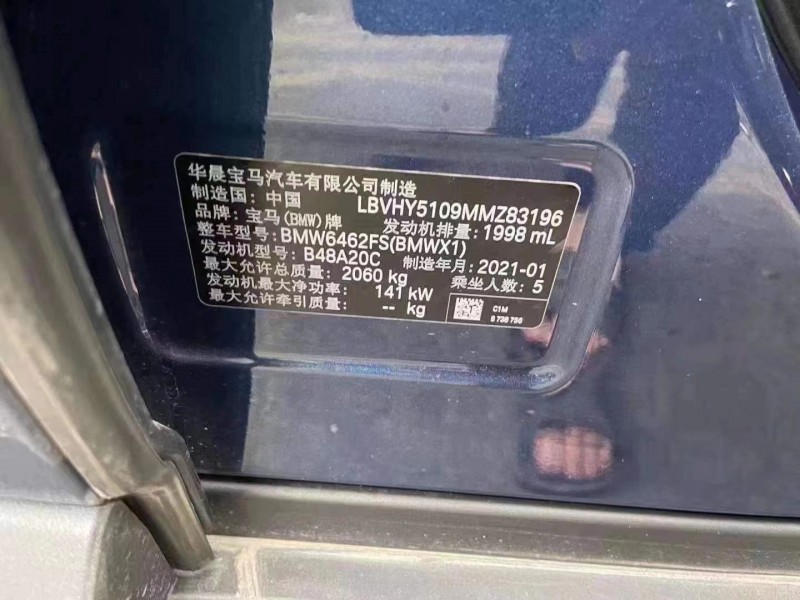 华晨宝马汽车有限公司制造
制造国: 中国 LBVHY5109MMZ83196
品牌: 宝马(BMW)牌 发动机排量: 1998 mL
整车型号: BMW6462FS(BMWX1)
发动机型号: B48A20C 制造年月: 2021-01
最大允许总质量: 2060 kg 乘坐人数: 5
发动机最大净功率: 141 kW
最大允许牵引质量: -- kg
C1M
8 738 756